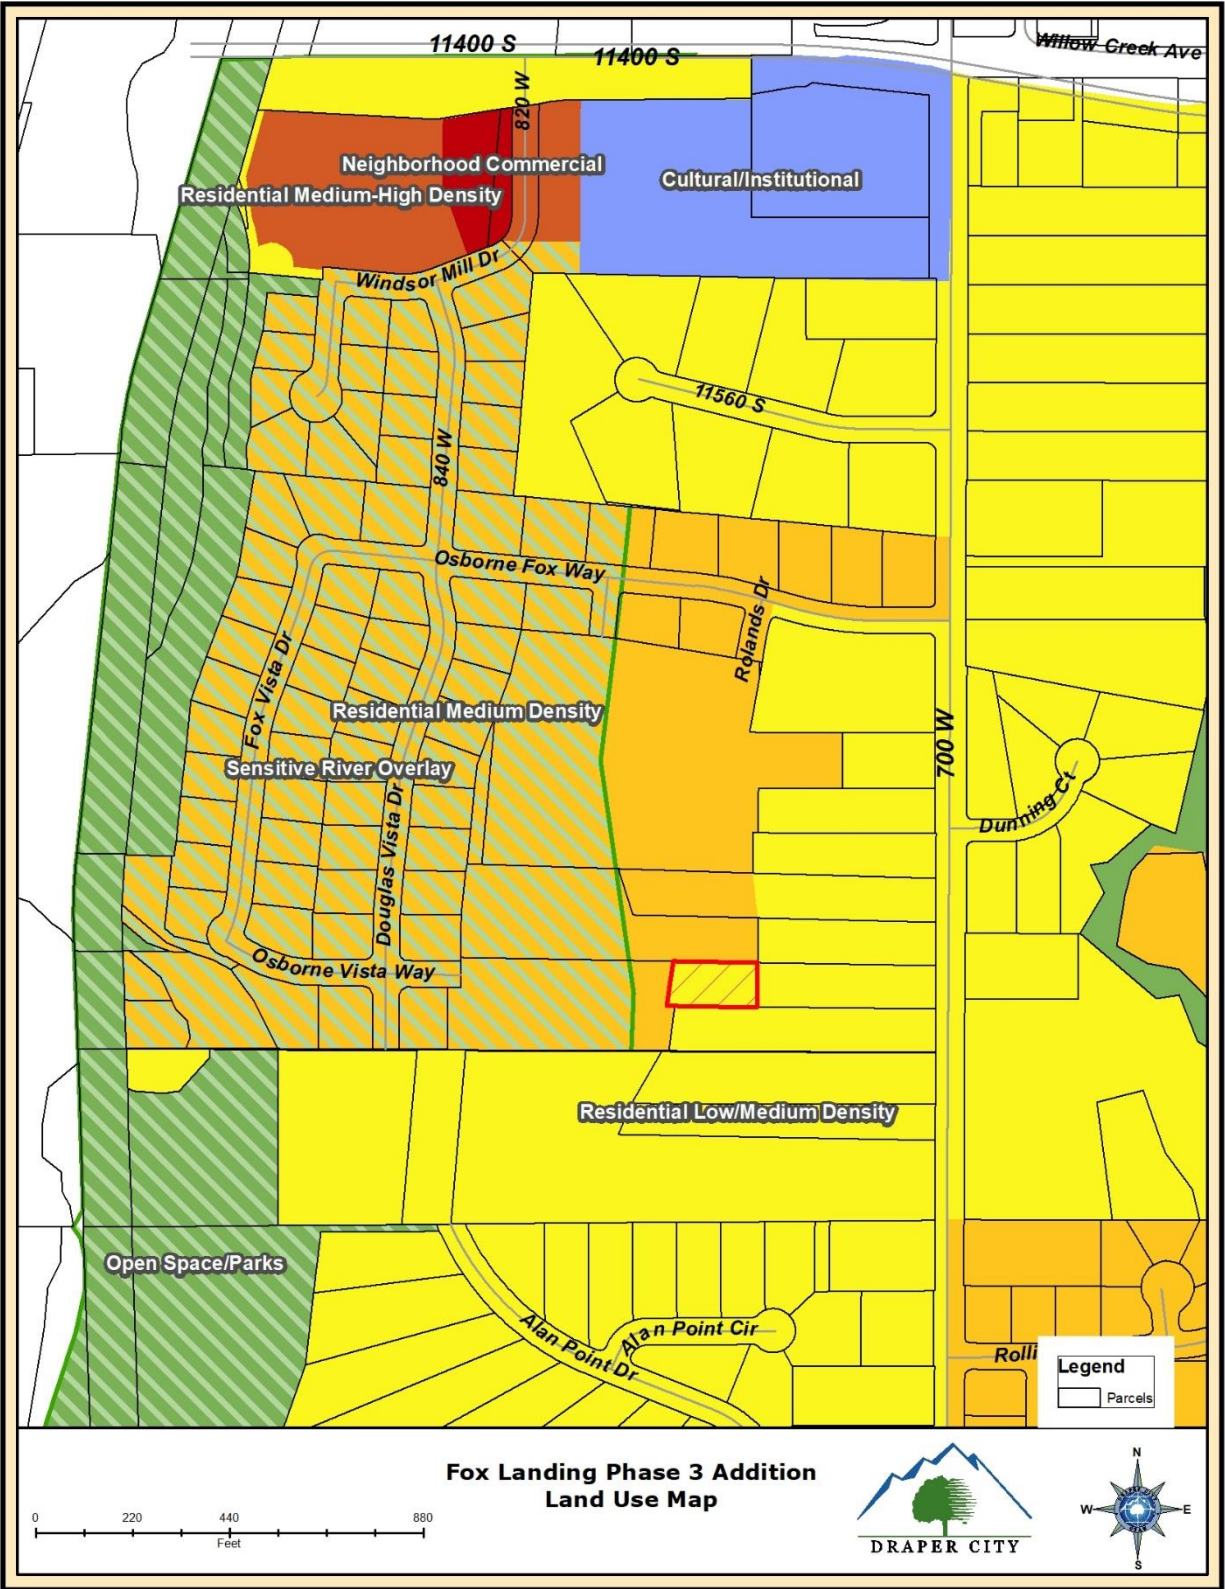 11400 S
11400 S
Willow Creek Ave
820 W
Neighborhood Commercial
Cultural/Institutional
Residential Medium-High Density
Windsor Mill Dr
11560 S
840 W
Osborne Fox Way
Rolands Dr
Fox Vista Dr
Residential Medium Density
700 W
Sensitive River Overlay
Dunning Ct
Douglas Vista Dr
Osborne Vista Way
Residential Low/Medium Density
Open Space/Parks
Alan Point Cir
Alan Point Dr
Rolli
Legend
Parcels
Fox Landing Phase 3 Addition
Land Use Map
0 220 440 880
Feet
DRAPER CITY
N
W E
S